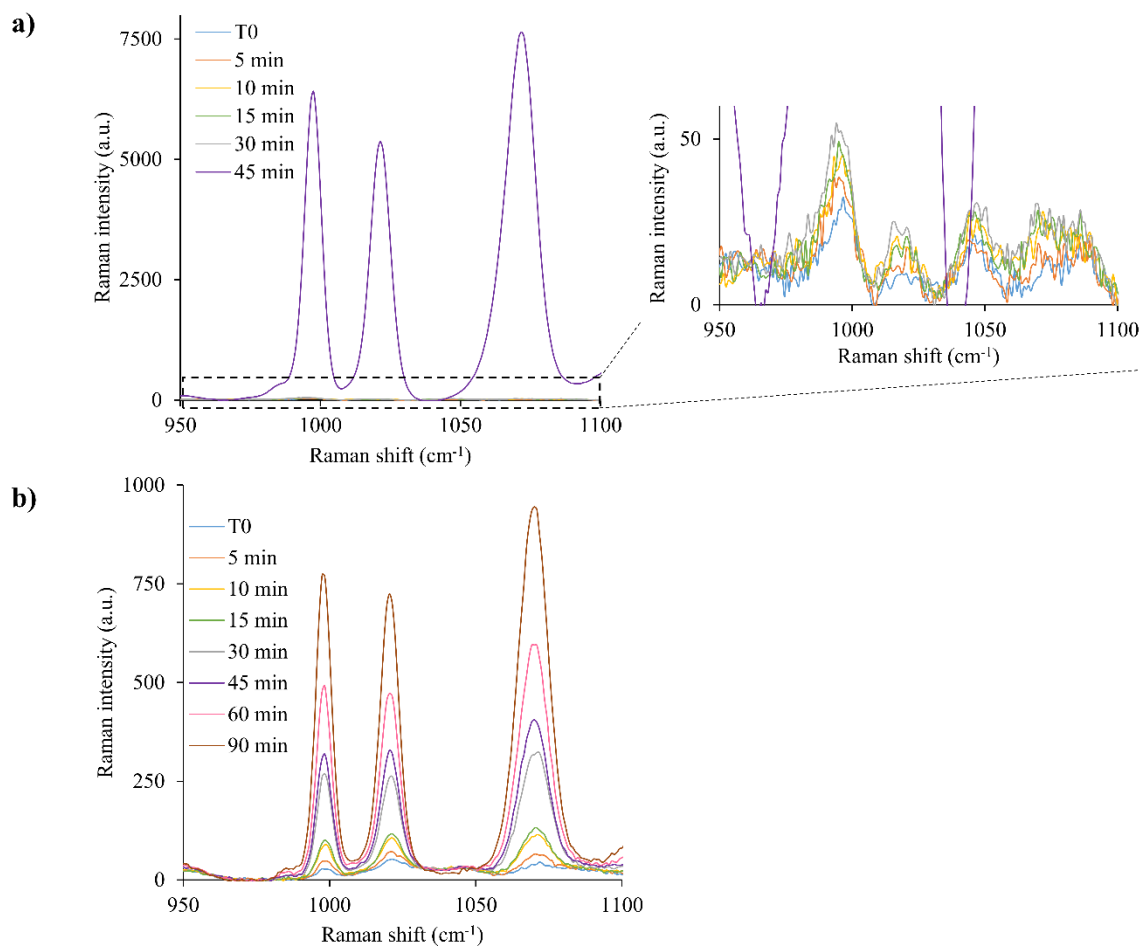 a)
Raman intensity (a.u.)
7500
5000
2500
0
T0
5 min
10 min
15 min
30 min
45 min
950
1000
1050
1100
Raman shift (cm⁻¹)
Raman intensity (a.u.)
50
0
950
1000
1050
1100
Raman shift (cm⁻¹)
b)
Raman intensity (a.u.)
1000
750
500
250
0
T0
5 min
10 min
15 min
30 min
45 min
60 min
90 min
950
1000
1050
1100
Raman shift (cm⁻¹)